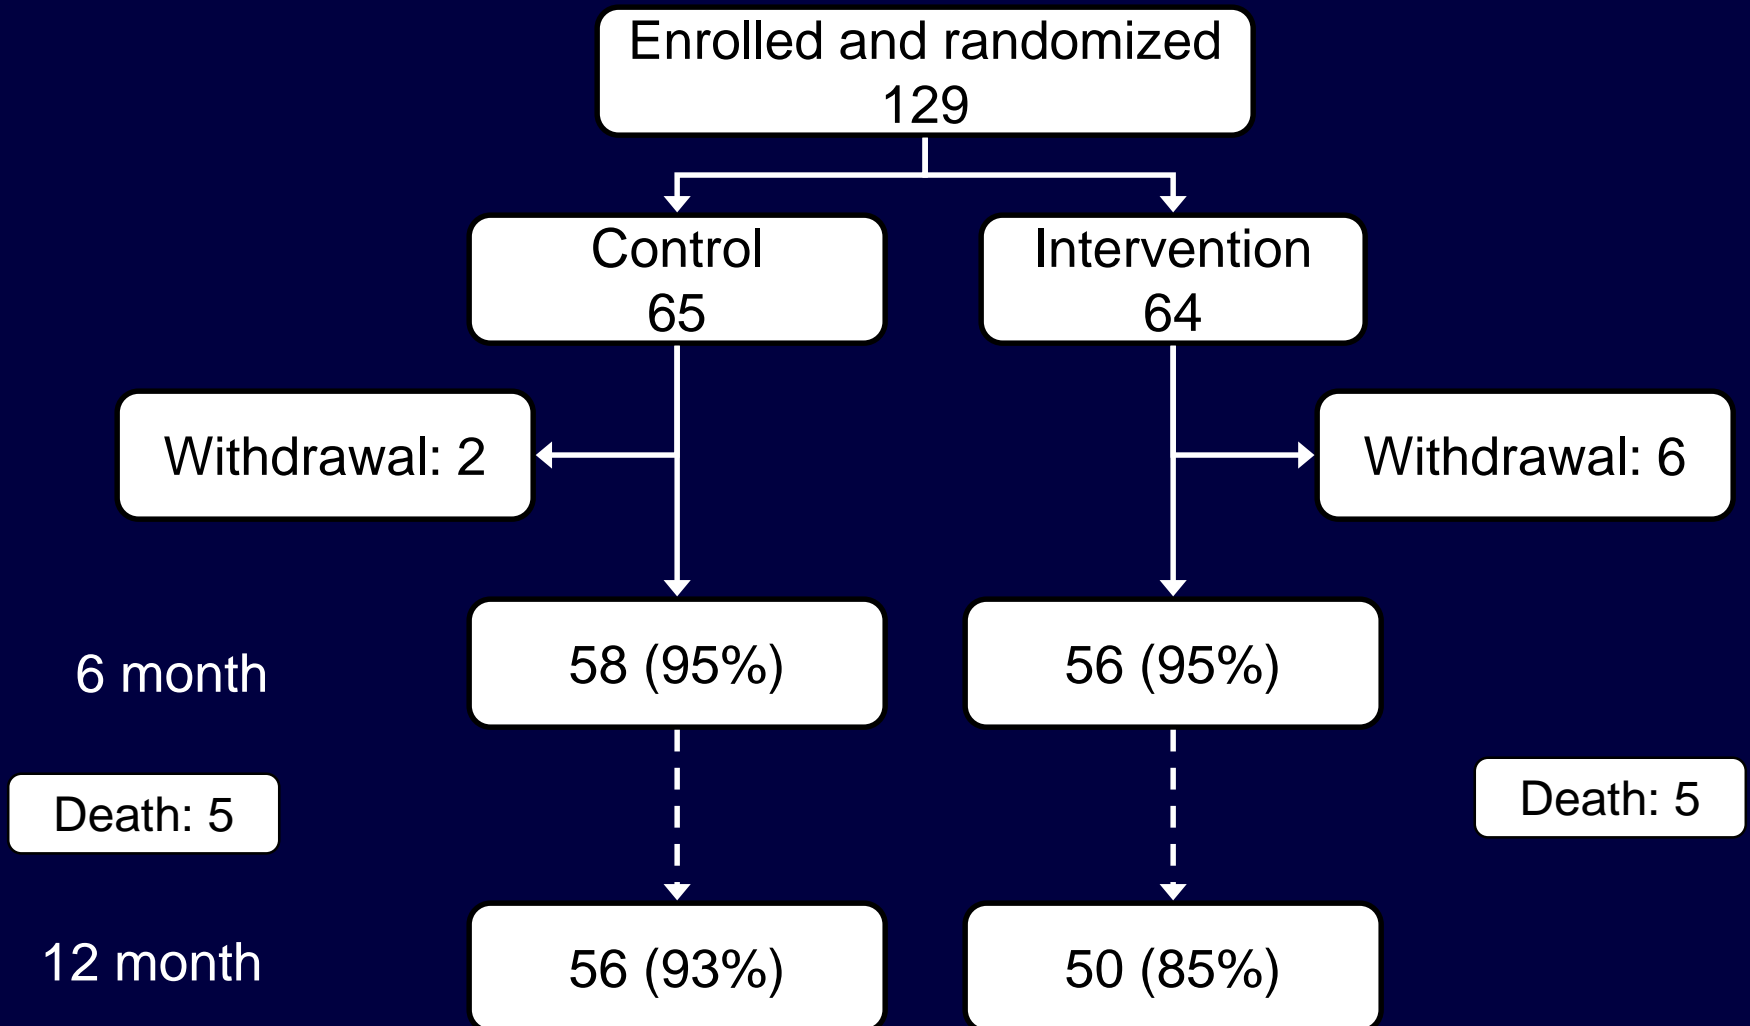 Enrolled and randomized
129
Control
65
Intervention
64
Withdrawal: 2
Withdrawal: 6
6 month
58 (95%)
56 (95%)
Death: 5
Death: 5
12 month
56 (93%)
50 (85%)